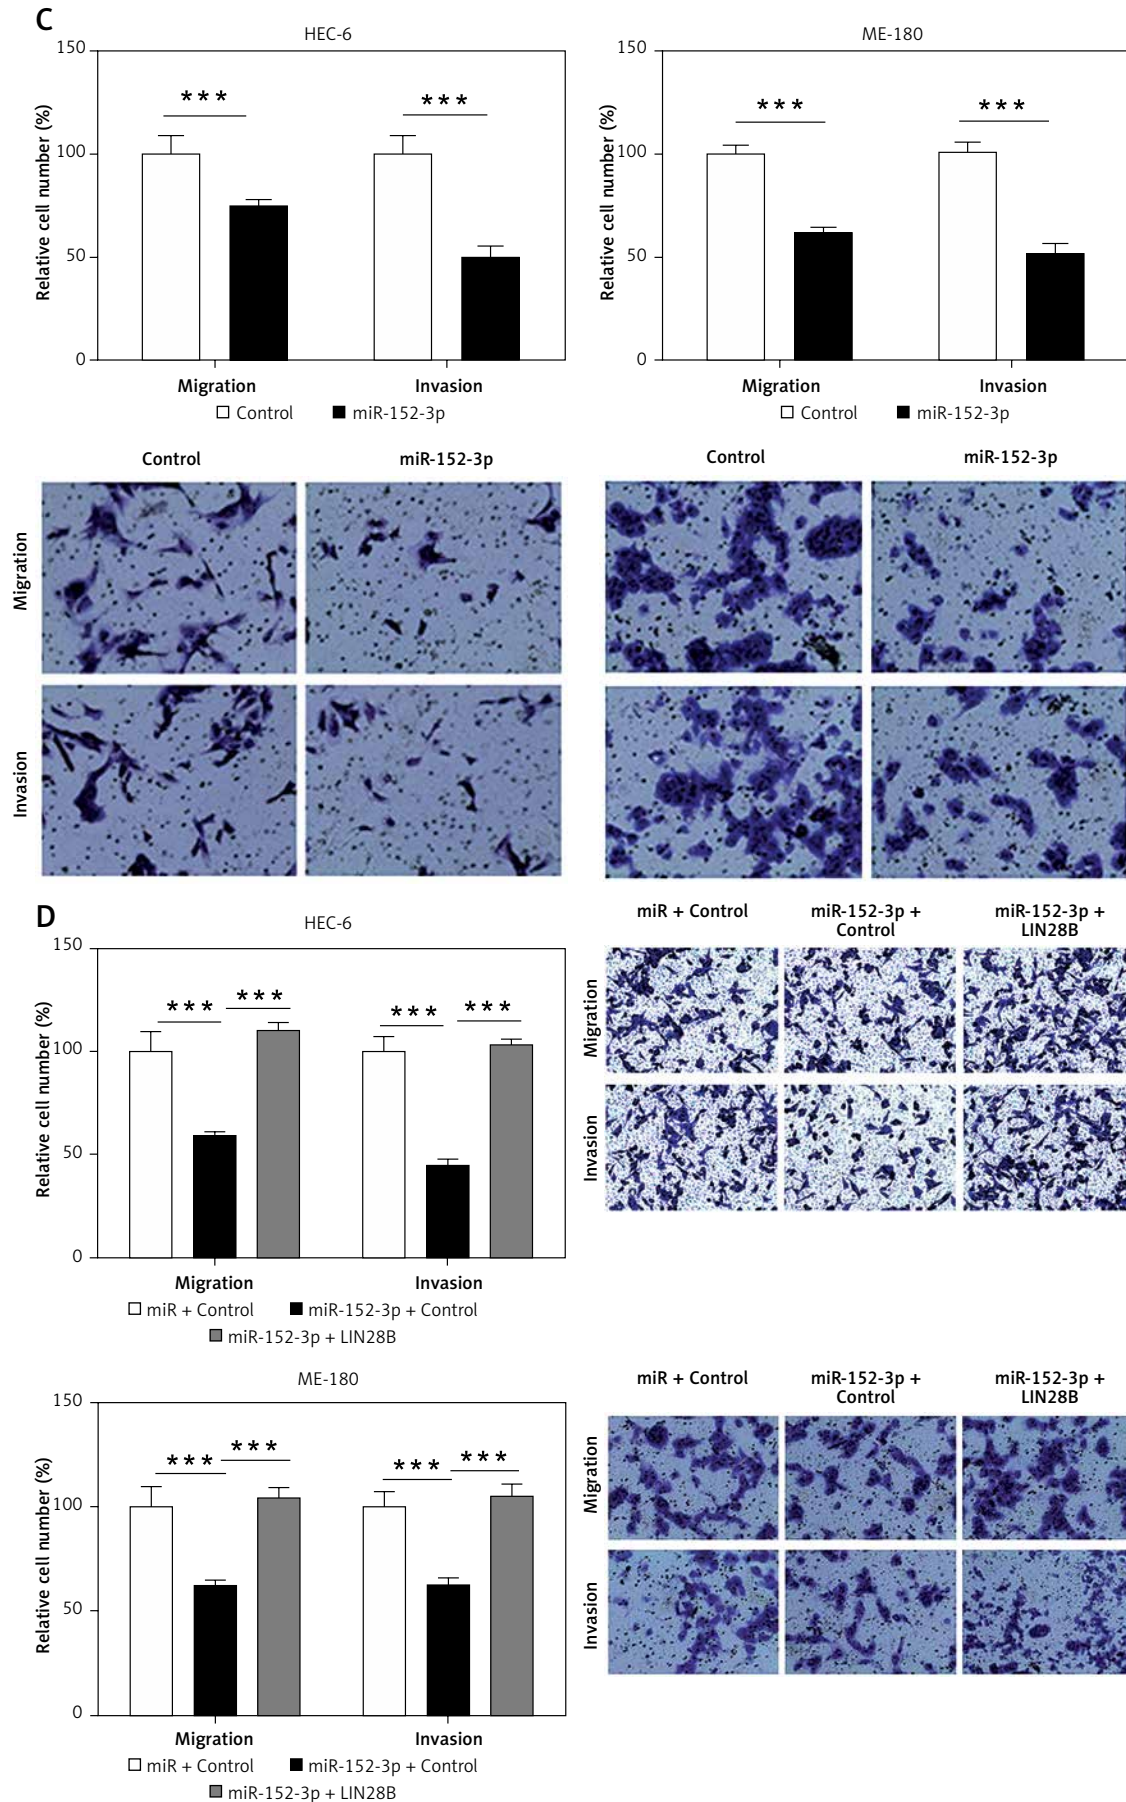 C
HEC-6
150
100
50
0
Relative cell number (%)
***
***
Migration
Invasion
Control
miR-152-3p
ME-180
150
100
50
0
Relative cell number (%)
***
***
Migration
Invasion
Control
miR-152-3p
Control
miR-152-3p
Control
miR-152-3p
Migration
Invasion
D
HEC-6
150
100
50
0
Relative cell number (%)
***
***
***
***
Migration
Invasion
miR + Control
miR-152-3p + Control
miR-152-3p + LIN28B
miR + Control
miR-152-3p +
Control
miR-152-3p +
LIN28B
Migration
Invasion
ME-180
150
100
50
0
Relative cell number (%)
***
***
***
***
Migration
Invasion
miR + Control
miR-152-3p + Control
miR-152-3p + LIN28B
miR + Control
miR-152-3p +
Control
miR-152-3p +
LIN28B
Migration
Invasion